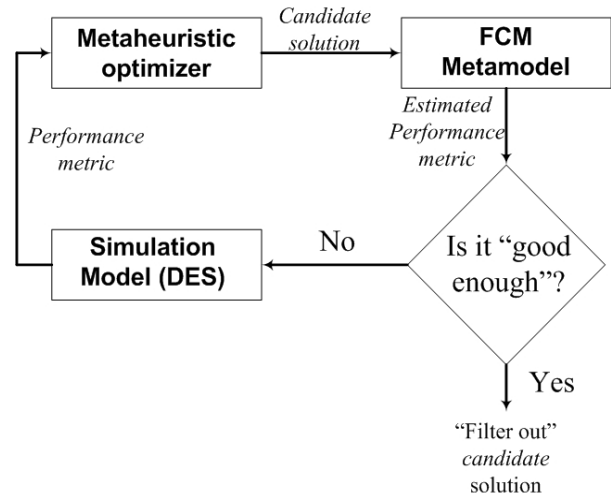 Metaheuristic
optimizer
Candidate
solution
FCM
Metamodel
Estimated
Performance
metric
Performance
metric
Simulation
Model (DES)
No
Is it “good
enough”?
Yes
“Filter out”
candidate
solution